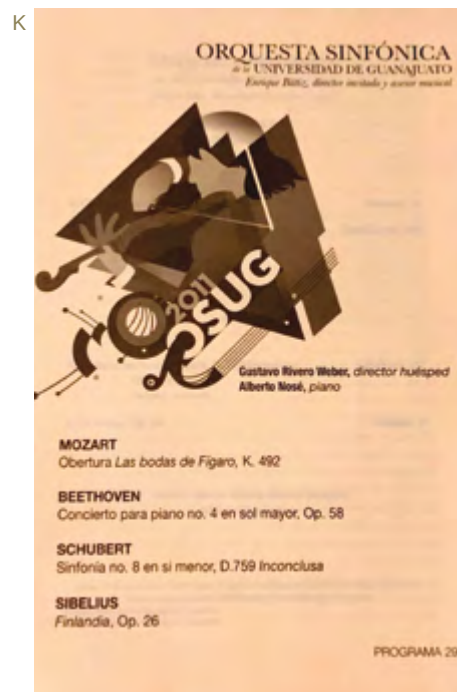 K
ORQUESTA SINFÓNICA
de la UNIVERSIDAD DE GUANAJUATO
Enrique Bátiz, director invitado y asesor musical
2011
OSUG
Gustavo Rivero Weber, director huésped
Alberto Nosé, piano
MOZART
Obertura Las bodas de Fígaro, K. 492
BEETHOVEN
Concierto para piano no. 4 en sol mayor, Op. 58
SCHUBERT
Sinfonía no. 8 en si menor, D.759 Inconclusa
SIBELIUS
Finlandia, Op. 26
PROGRAMA 29